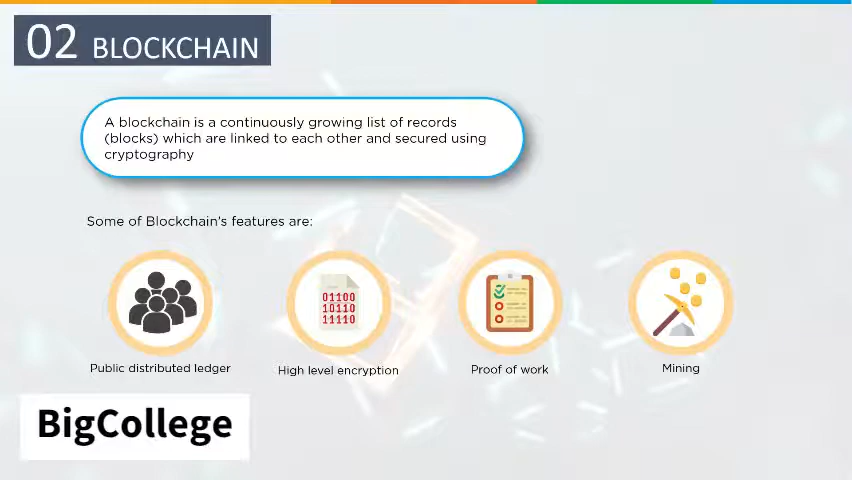 02 BLOCKCHAIN
A blockchain is a continuously growing list of records
(blocks) which are linked to each other and secured using
cryptography
Some of Blockchain's features are:
01100
10110
11110
Public distributed ledger
High level encryption
Proof of work
Mining
BigCollege